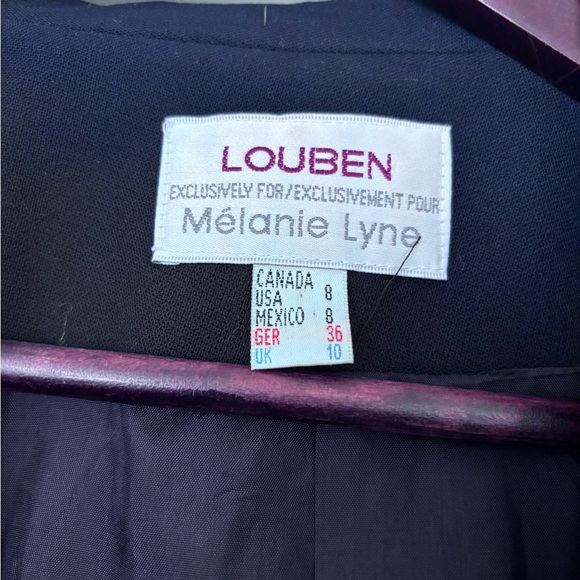 LOUBEN
EXCLUSIVELY FOR/EXCLUSIVEMENT POUR
Mélanie Lyne
CANADA
USA 8
MEXICO 8
GER 36
UK 10